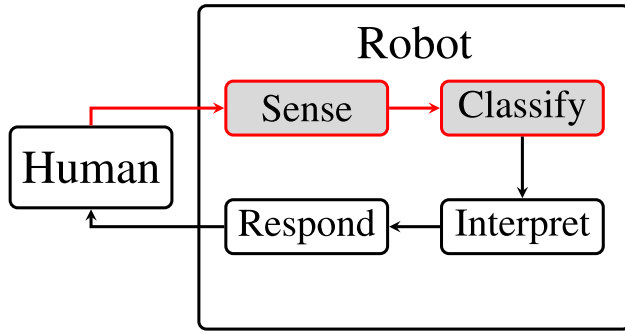 Robot
Sense
Classify
Human
Respond
Interpret